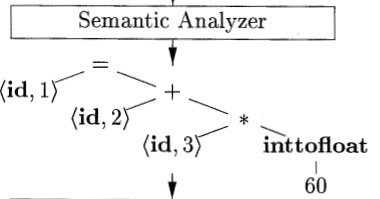 Semantic Analyzer
=
⟨id, 1⟩
+
⟨id, 2⟩
*
⟨id, 3⟩ inttofloat
60